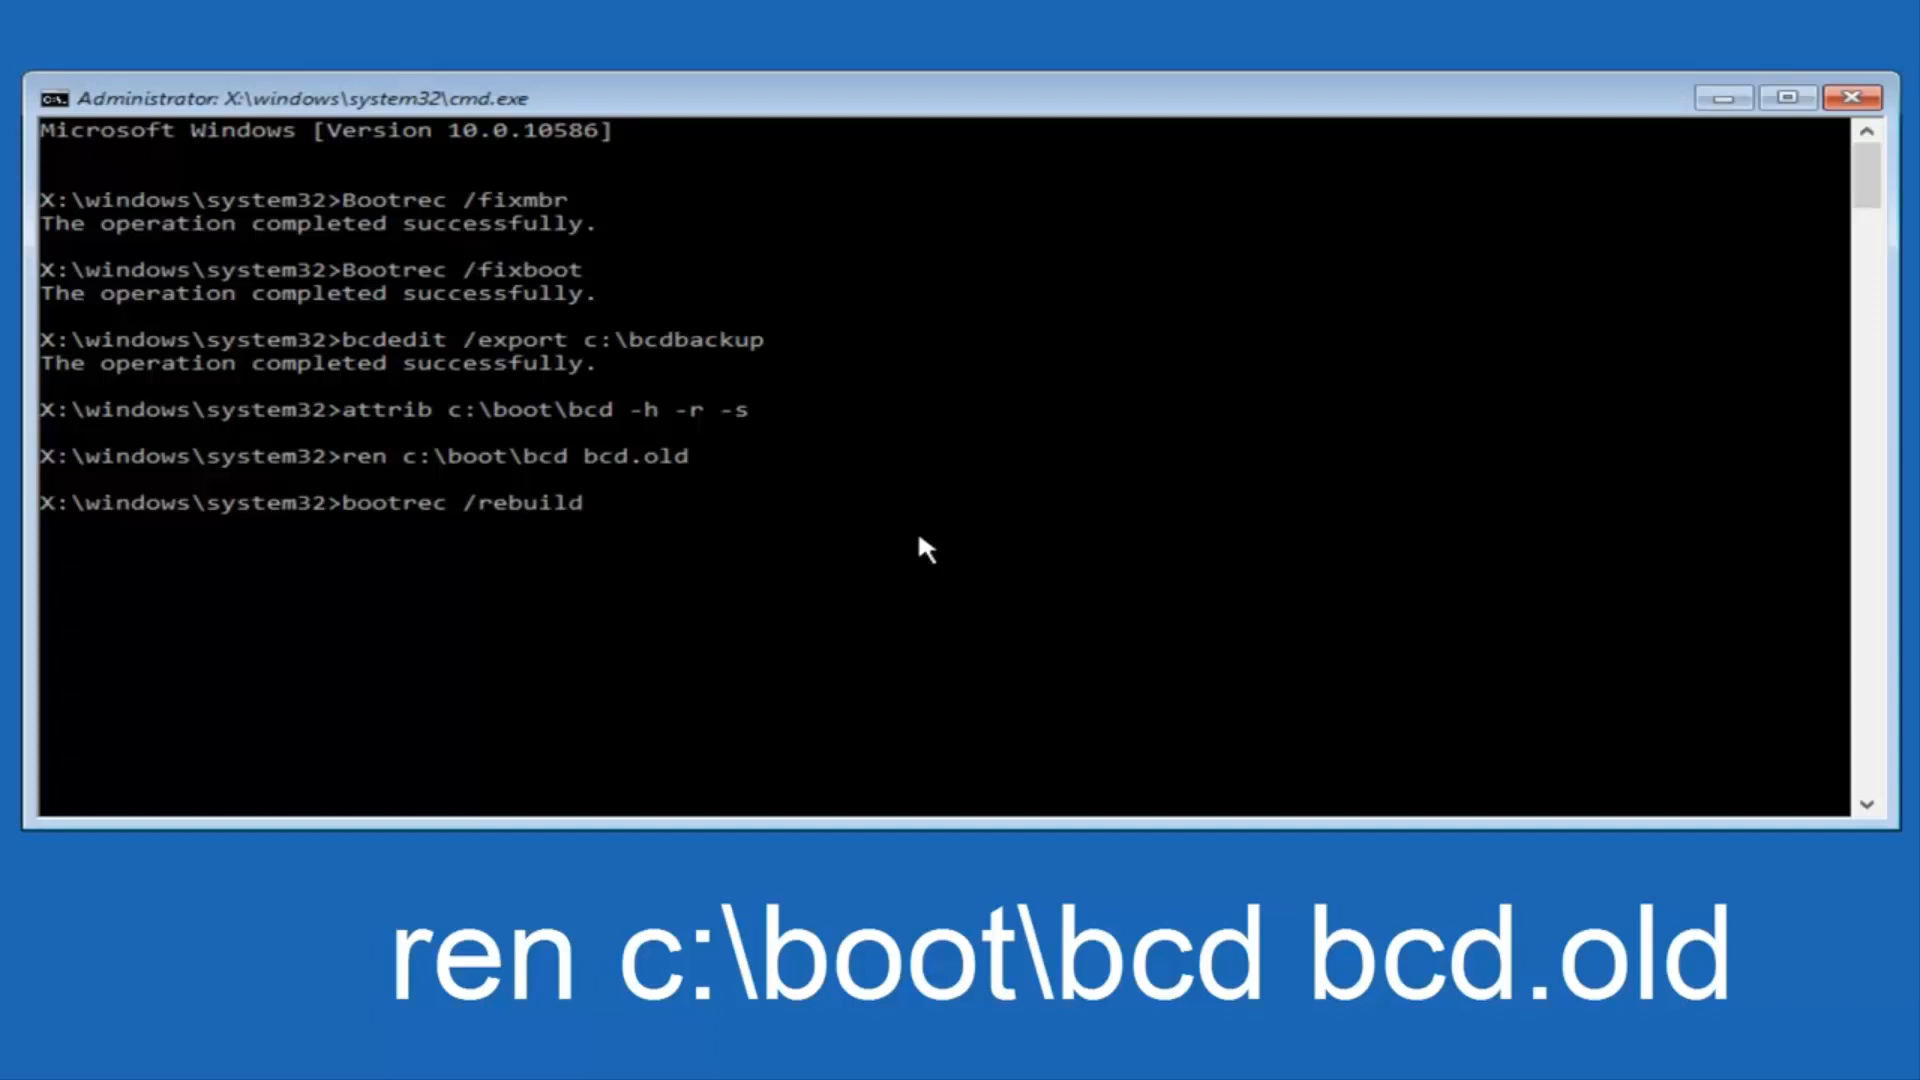 Administrator: X:\windows\system32\cmd.exe
Microsoft Windows [Version 10.0.10586]
X:\windows\system32>Bootrec /fixmbr
The operation completed successfully.
X:\windows\system32>Bootrec /fixboot
The operation completed successfully.
X:\windows\system32>bcdedit /export c:\bcdbackup
The operation completed successfully.
X:\windows\system32>attrib c:\boot\bcd -h -r -s
X:\windows\system32>ren c:\boot\bcd bcd.old
X:\windows\system32>bootrec /rebuild
ren c:\boot\bcd bcd.old